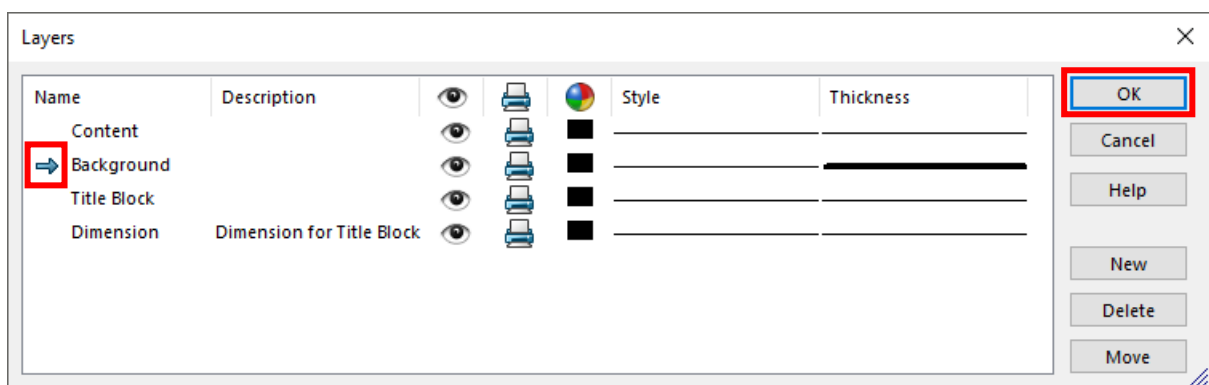 Layers
Name Description Style Thickness
Content
Background
Title Block
Dimension Dimension for Title Block
OK
Cancel
Help
New
Delete
Move